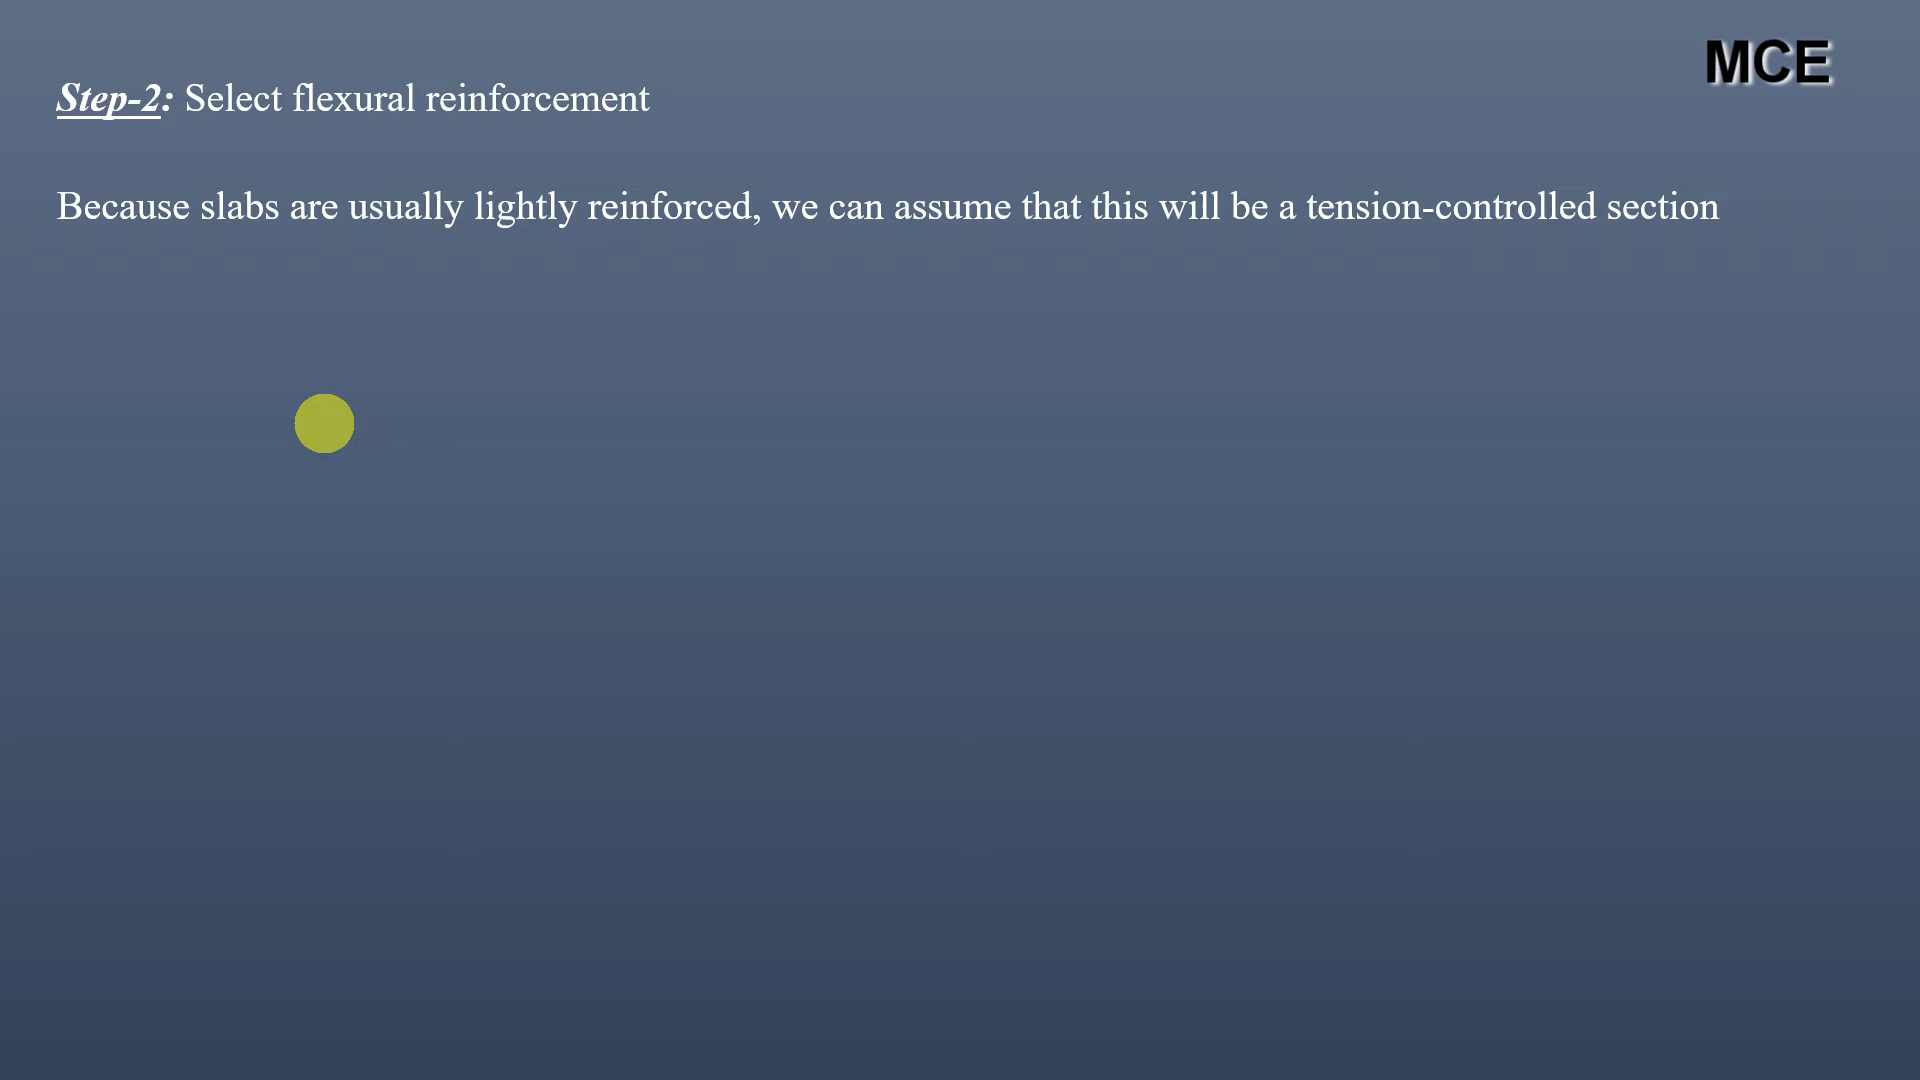 MCE
Step-2: Select flexural reinforcement
Because slabs are usually lightly reinforced, we can assume that this will be a tension-controlled section